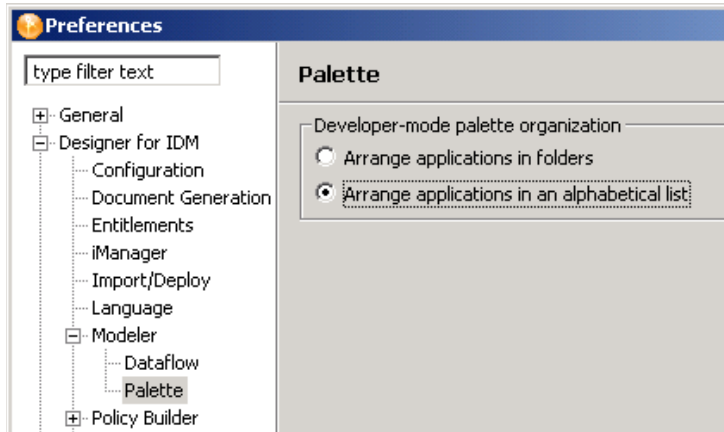 Preferences
type filter text
General
Designer for IDM
Configuration
Document Generation
Entitlements
iManager
Import/Deploy
Language
Modeler
Dataflow
Palette
Policy Builder
Palette
Developer-mode palette organization
Arrange applications in folders
Arrange applications in an alphabetical list